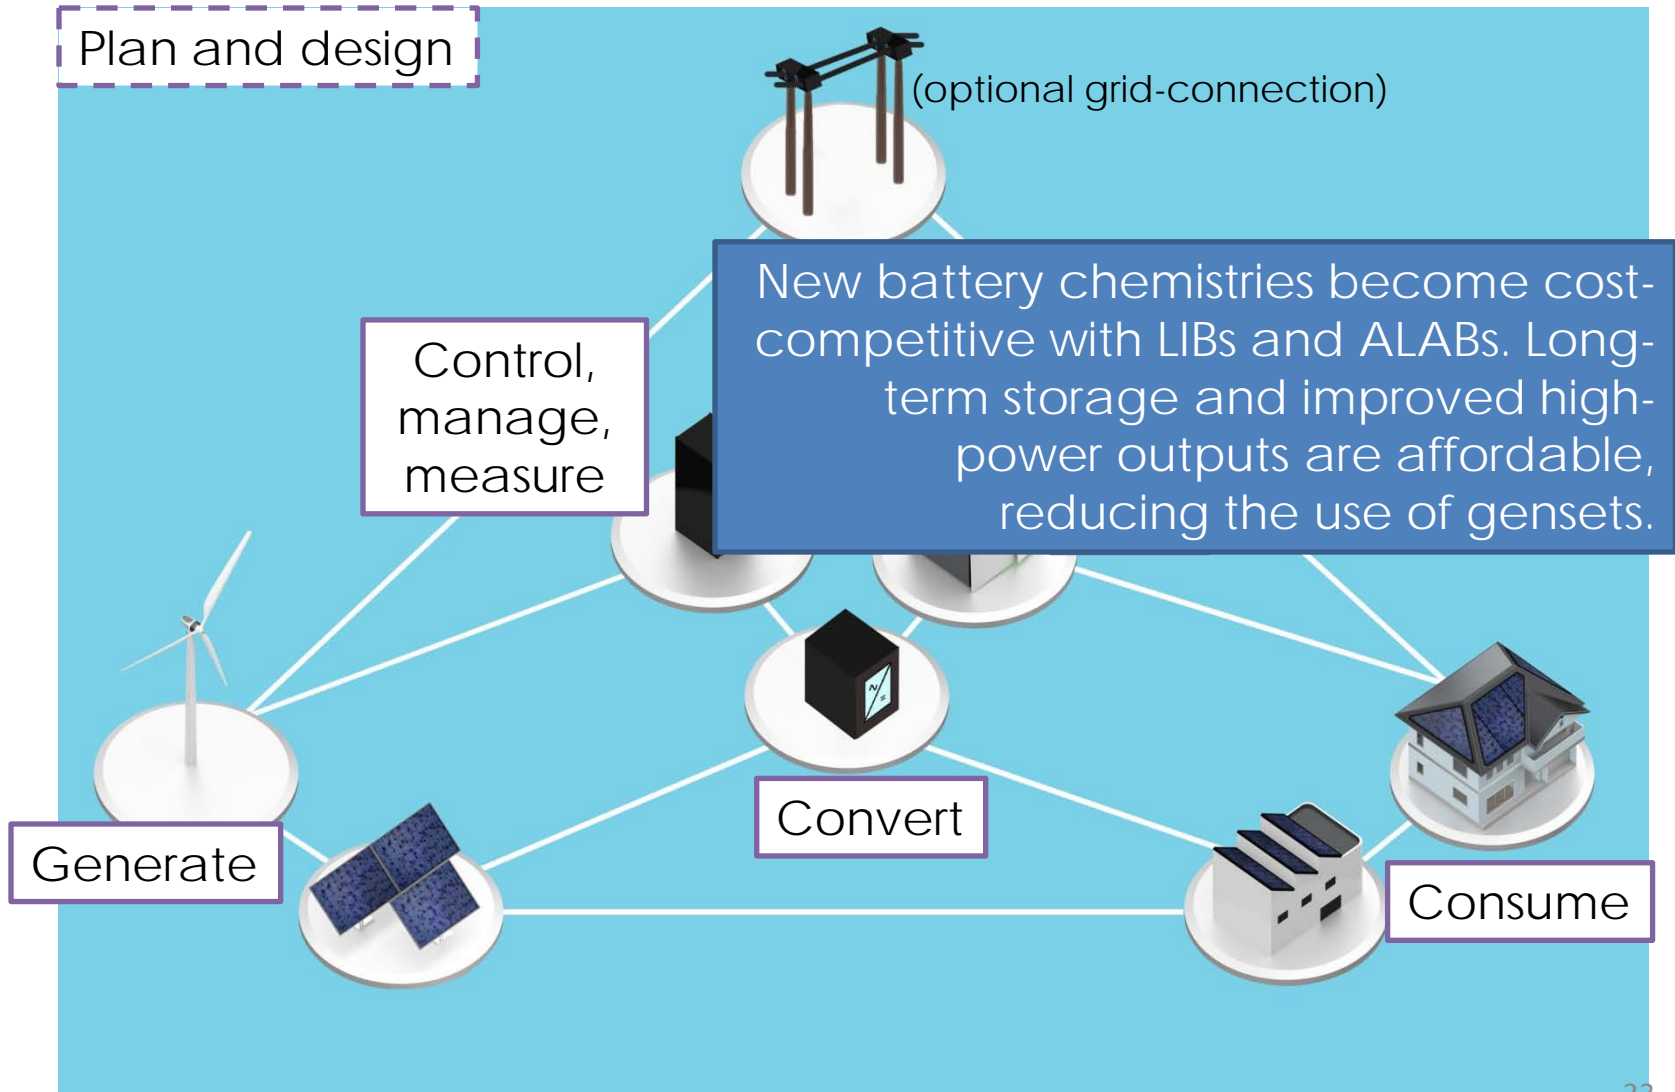 Plan and design
(optional grid-connection)
New battery chemistries become cost-
competitive with LIBs and ALABs. Long-
term storage and improved high-
power outputs are affordable,
reducing the use of gensets.
Control,
manage,
measure
Convert
Generate
Consume